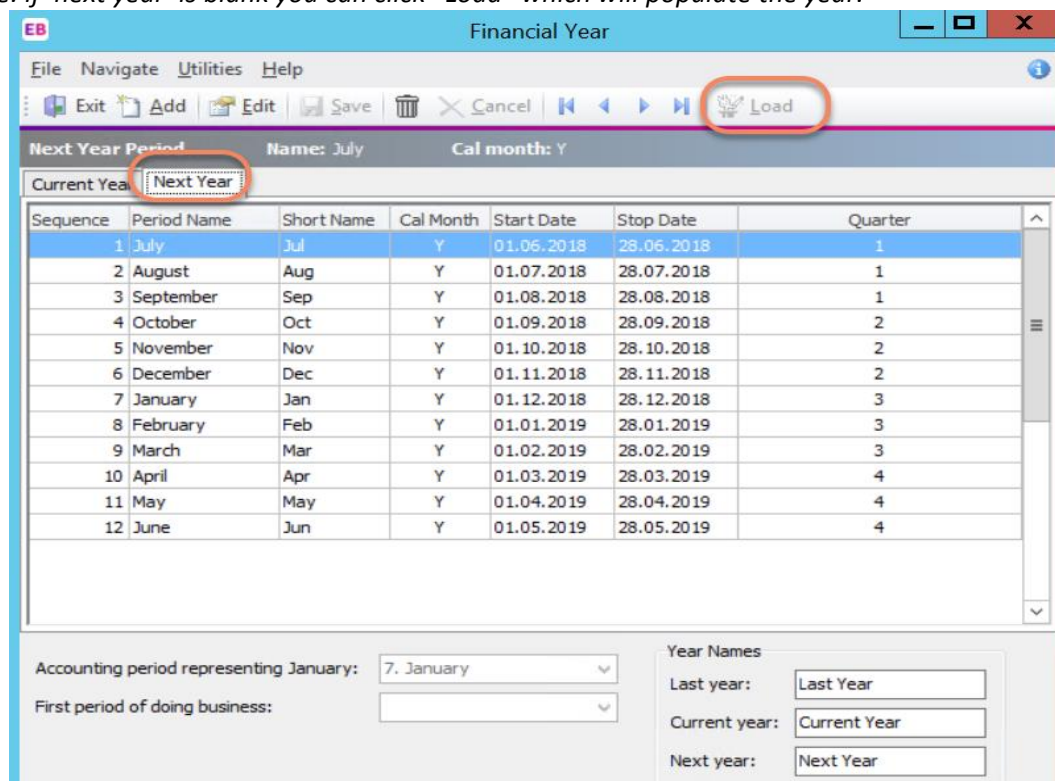 e: If "next year" is blank you can click "Load" which will populate the year.
EB Financial Year
File Navigate Utilities Help
Exit Add Edit Save Cancel Load
Next Year Period Name: July Cal month: Y
Current Year Next Year
Sequence Period Name Short Name Cal Month Start Date Stop Date Quarter
1 July Jul Y 01.06.2018 28.06.2018 1
2 August Aug Y 01.07.2018 28.07.2018 1
3 September Sep Y 01.08.2018 28.08.2018 1
4 October Oct Y 01.09.2018 28.09.2018 2
5 November Nov Y 01.10.2018 28.10.2018 2
6 December Dec Y 01.11.2018 28.11.2018 2
7 January Jan Y 01.12.2018 28.12.2018 3
8 February Feb Y 01.01.2019 28.01.2019 3
9 March Mar Y 01.02.2019 28.02.2019 3
10 April Apr Y 01.03.2019 28.03.2019 4
11 May May Y 01.04.2019 28.04.2019 4
12 June Jun Y 01.05.2019 28.05.2019 4
Year Names
Accounting period representing January: 7. January
Last year: Last Year
First period of doing business:
Current year: Current Year
Next year: Next Year